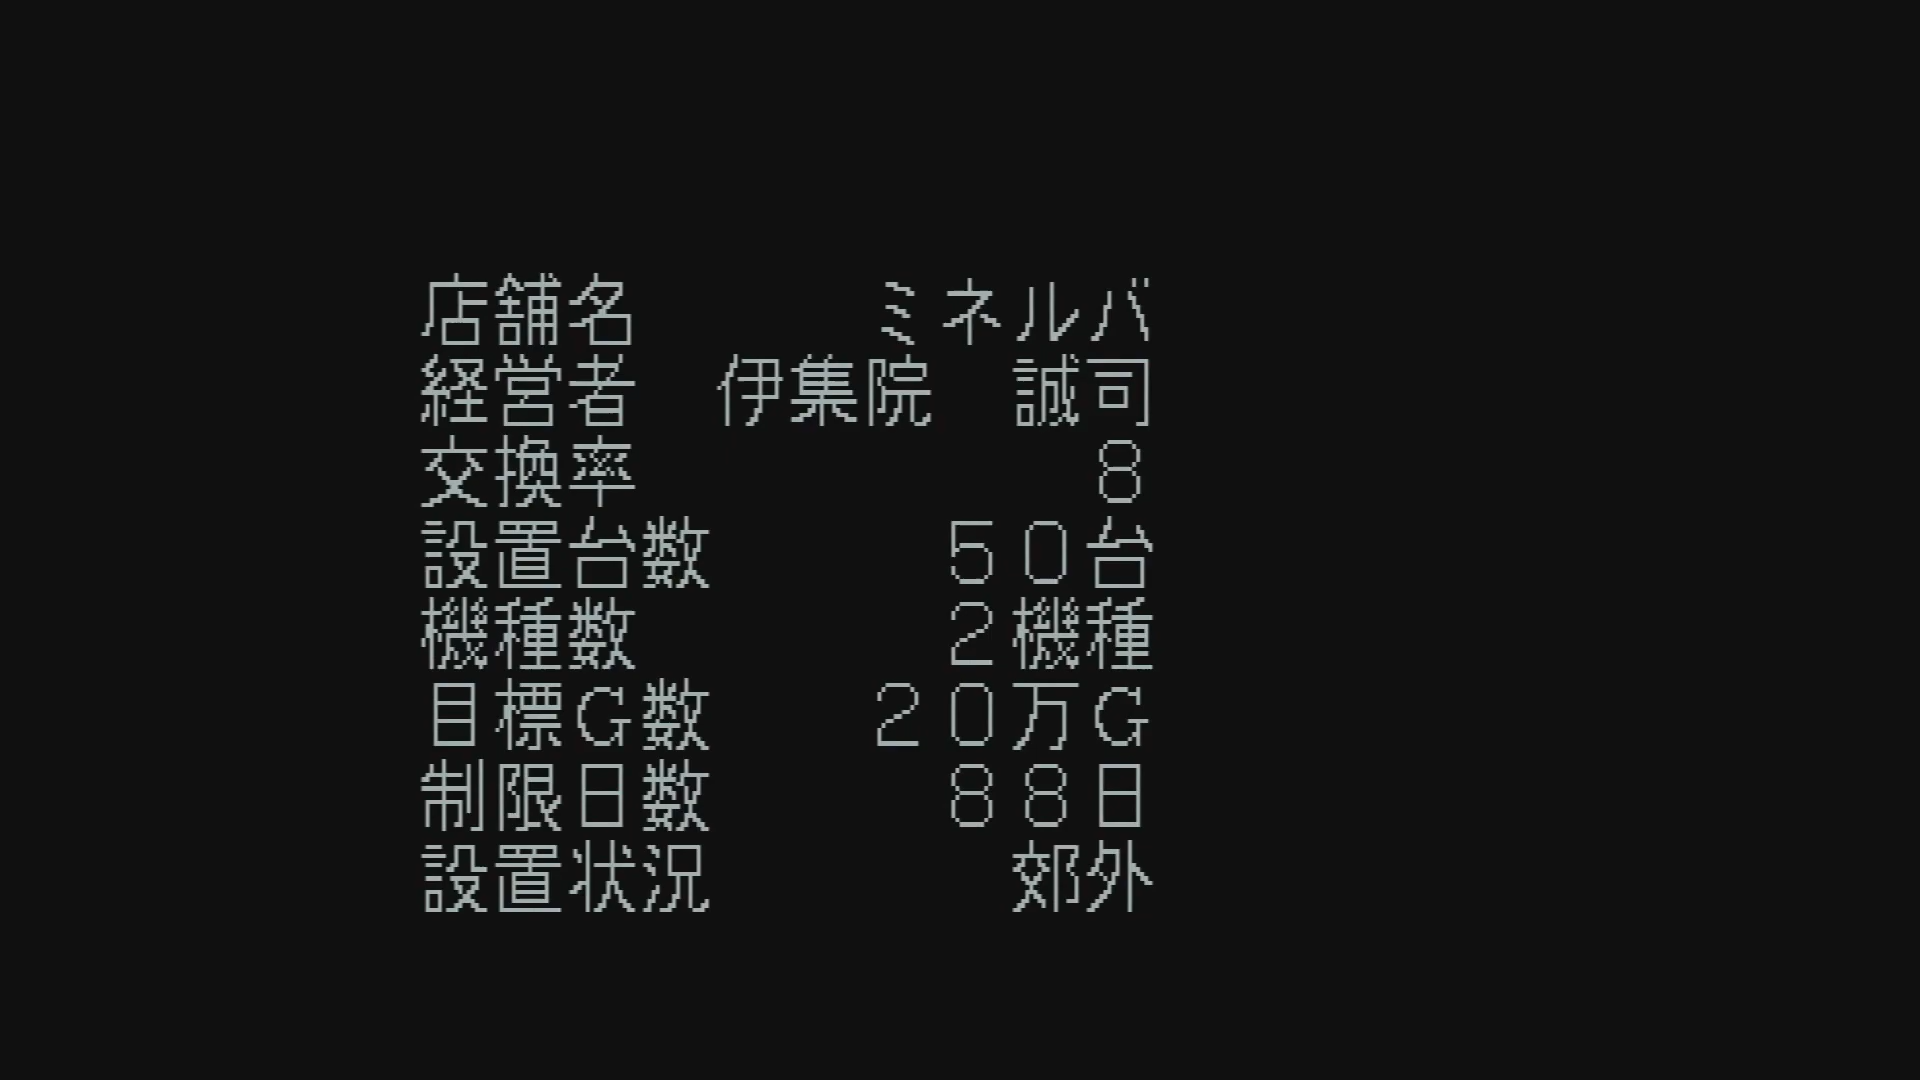 店舗名 ミネルバ
経営者 伊集院 誠司
交換率 8
設置台数 50台
機種数 2機種
目標G数 20万G
制限日数 88日
設置状況 郊外